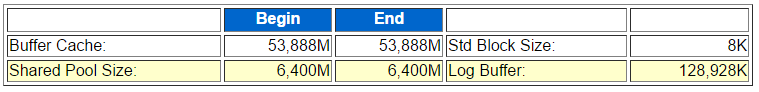 Begin End
Buffer Cache: 53,888M 53,888M Std Block Size: 8K
Shared Pool Size: 6,400M 6,400M Log Buffer: 128,928K